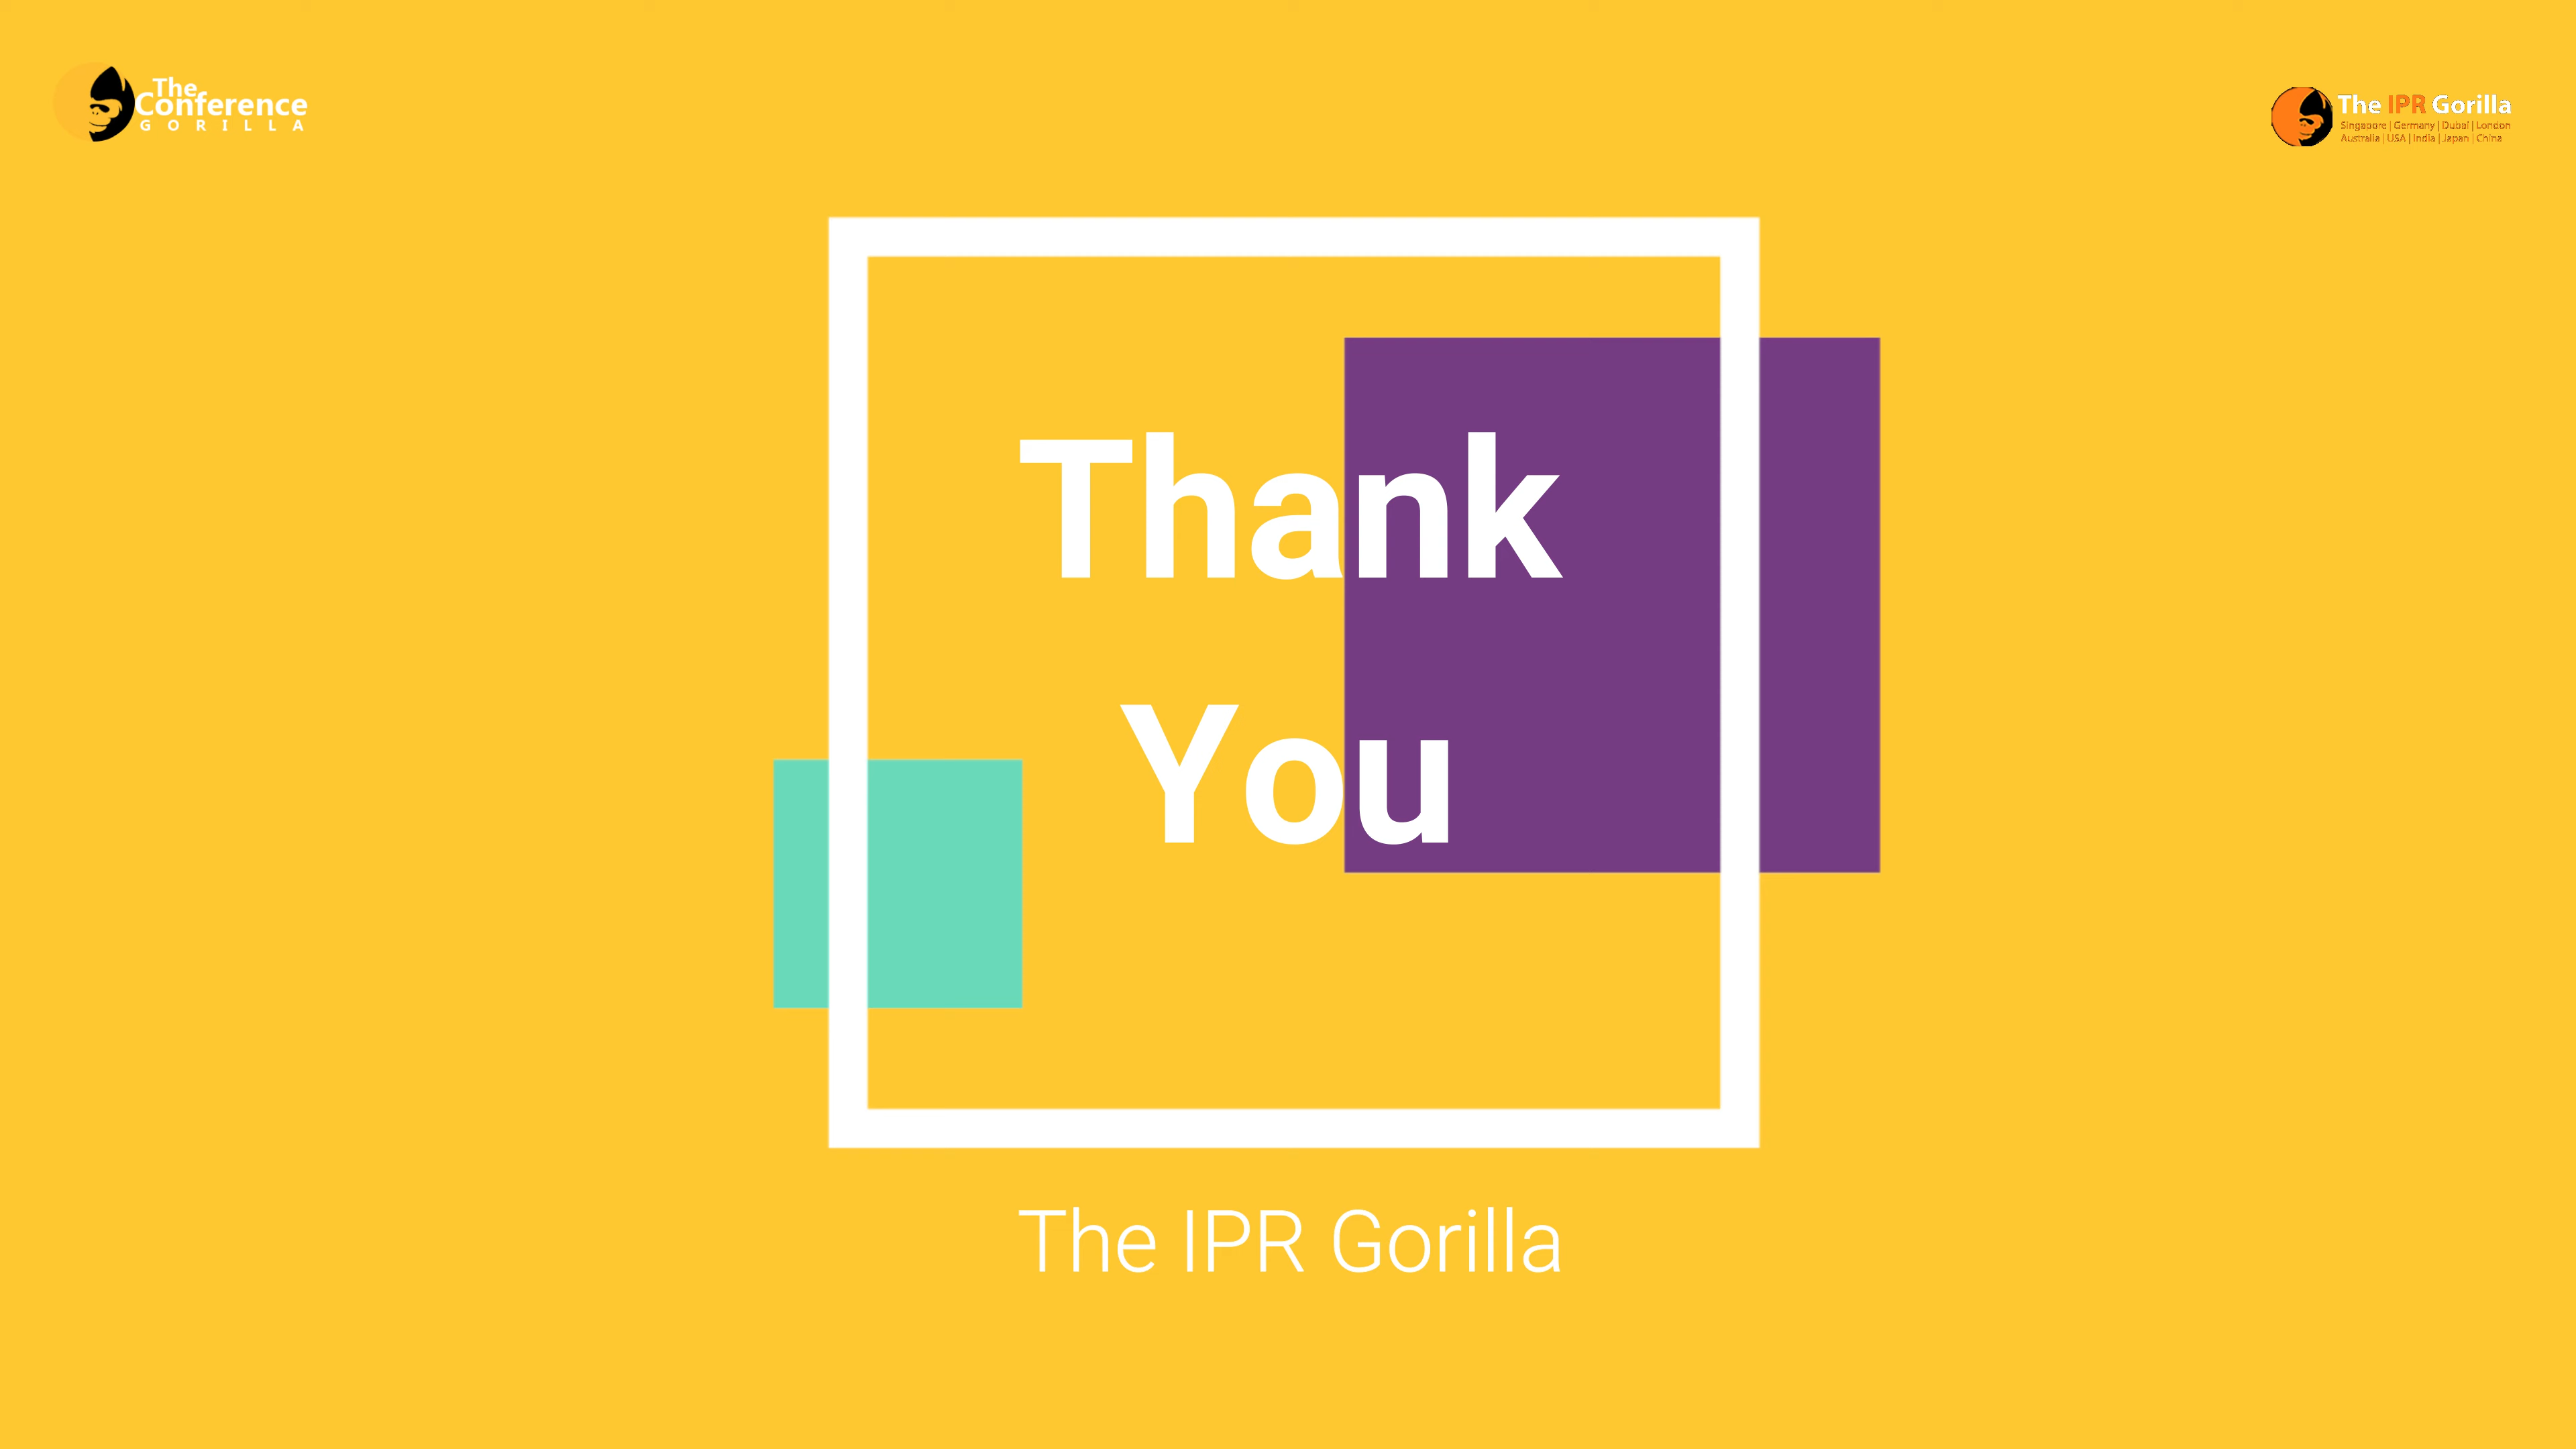 The
Conference
GORILLA
The IPR Gorilla
Singapore | Germany | Dubai | London
Australia | USA | India | Japan | China
Thank
You
The IPR Gorilla